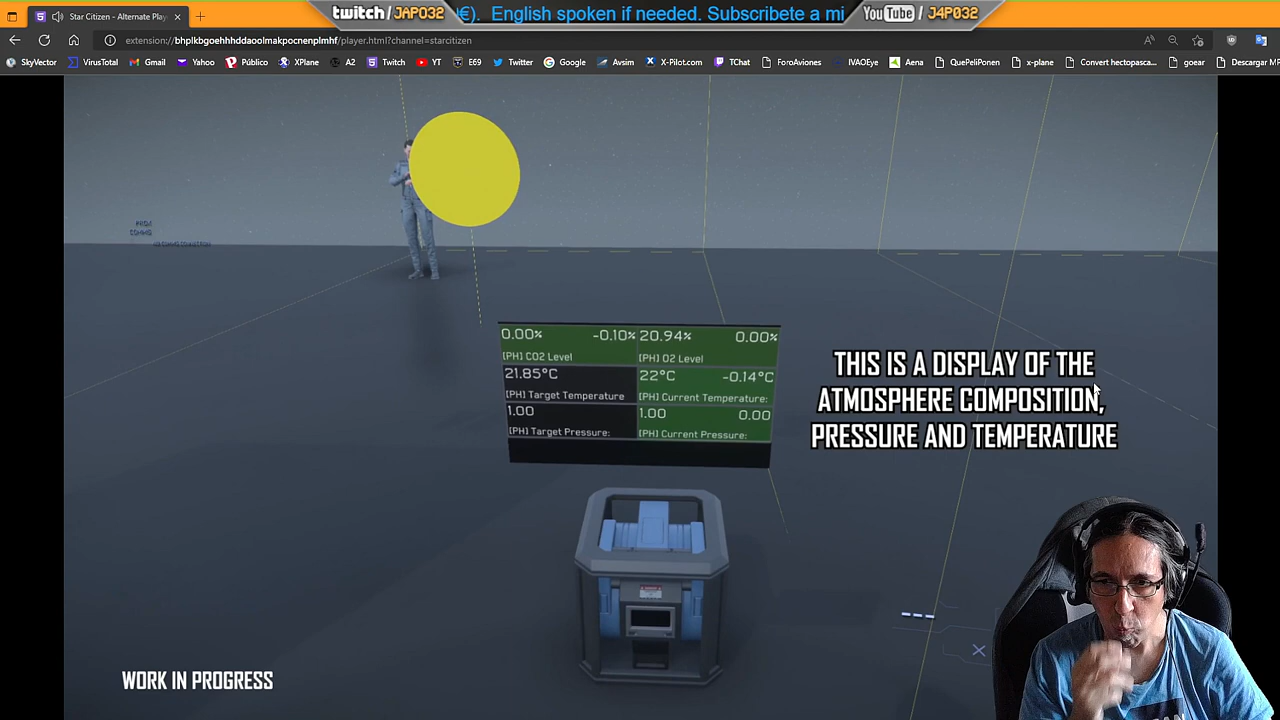 Star Citizen - Alternate Play
twitch / JAP032
€). English spoken if needed. Subscribete a mi
YouTube / J4P032
extension://bhplkbgoehhhddaoolmakpocnenplmhf/player.html?channel=starcitizen
SkyVector VirusTotal Gmail Yahoo Público XPlane A2 Twitch YT E69 Twitter Google Avsim X-Pilot.com TChat ForoAviones IVAOEye Aena QuePeliPonen x-plane Convert hectopasca... goear Descargar MP
0.00% -0.10% 20.94% 0.00%
[PH] CO2 Level [PH] O2 Level
21.85°C 22°C -0.14°C
[PH] Target Temperature [PH] Current Temperature:
1.00 1.00 0.00
[PH] Target Pressure: [PH] Current Pressure:
THIS IS A DISPLAY OF THE
ATMOSPHERE COMPOSITION,
PRESSURE AND TEMPERATURE
WORK IN PROGRESS